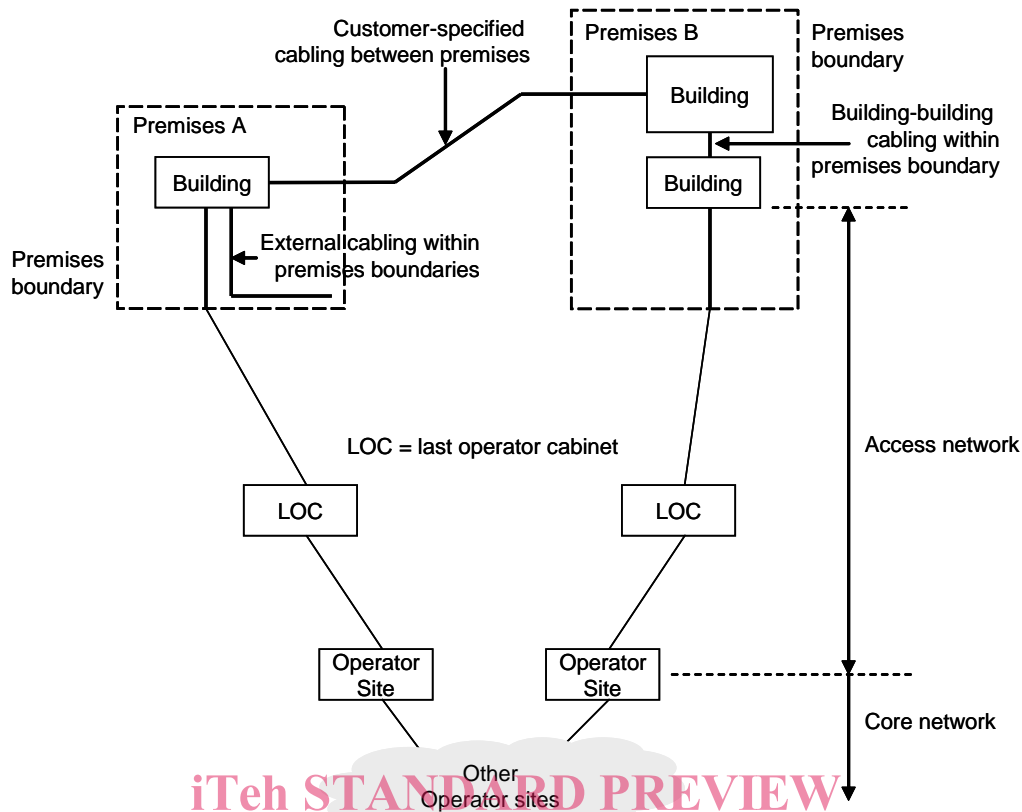 Customer-specified
cabling between premises
Premises B
Premises
boundary
Building
Premises A
Building-building
cabling within
premises boundary
Building
Building
External cabling within
premises boundaries
Premises
boundary
LOC = last operator cabinet
Access network
LOC
LOC
Operator
Site
Operator
Site
Core network
Other
Operator sites
iTeh STANDARD PREVIEW